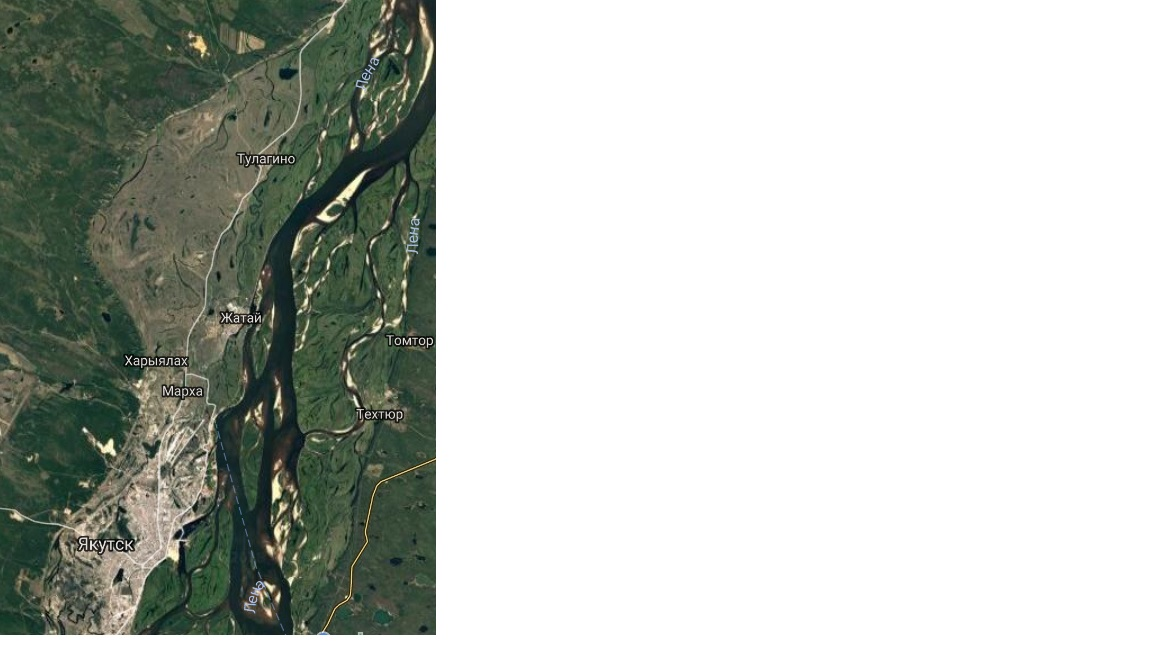 Лена
Тулагино
Лена
Жатай
Томтор
Харыялах
Марха
Техтюр
Якутск
Лена